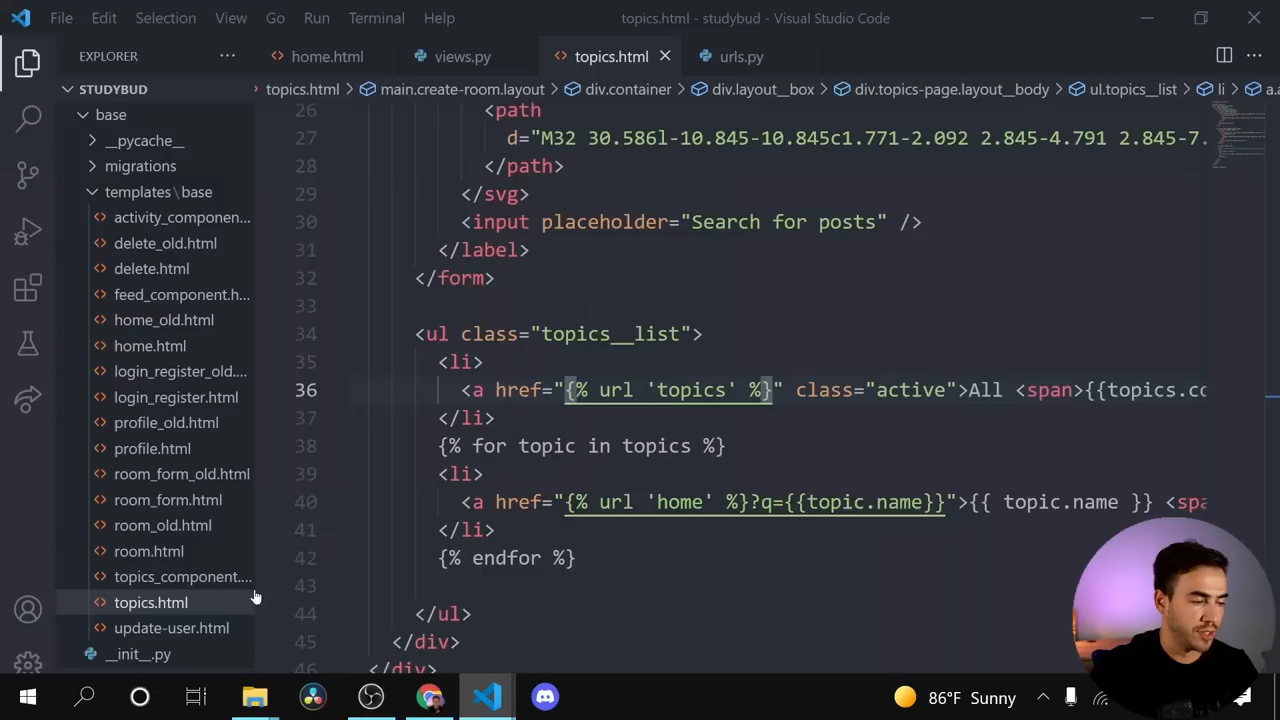 File Edit Selection View Go Run Terminal Help
topics.html - studybud - Visual Studio Code
EXPLORER
home.html
views.py
topics.html
urls.py
STUDYBUD
topics.html
main.create-room.layout
div.container
div.layout__box
div.topics-page.layout__body
ul.topics__list
li
base
__pycache__
migrations
templates\base
activity_componen...
delete_old.html
delete.html
feed_component.h...
home_old.html
home.html
login_register_old....
login_register.html
profile_old.html
profile.html
room_form_old.html
room_form.html
room_old.html
room.html
topics_component....
topics.html
update-user.html
__init__.py
26 <path
27 d="M32 30.586l-10.845-10.845c1.771-2.092 2.845-4.791 2.845-7.
28 </path>
29 </svg>
30 <input placeholder="Search for posts" />
31 </label>
32 </form>
33
34 <ul class="topics__list">
35 <li>
36 <a href="{% url 'topics' %}" class="active">All <span>{{topics.co
37 </li>
38 {% for topic in topics %}
39 <li>
40 <a href="{% url 'home' %}?q={{topic.name}}">{{ topic.name }} <spa
41 </li>
42 {% endfor %}
43
44 </ul>
45 </div>
46 </div>
86°F Sunny